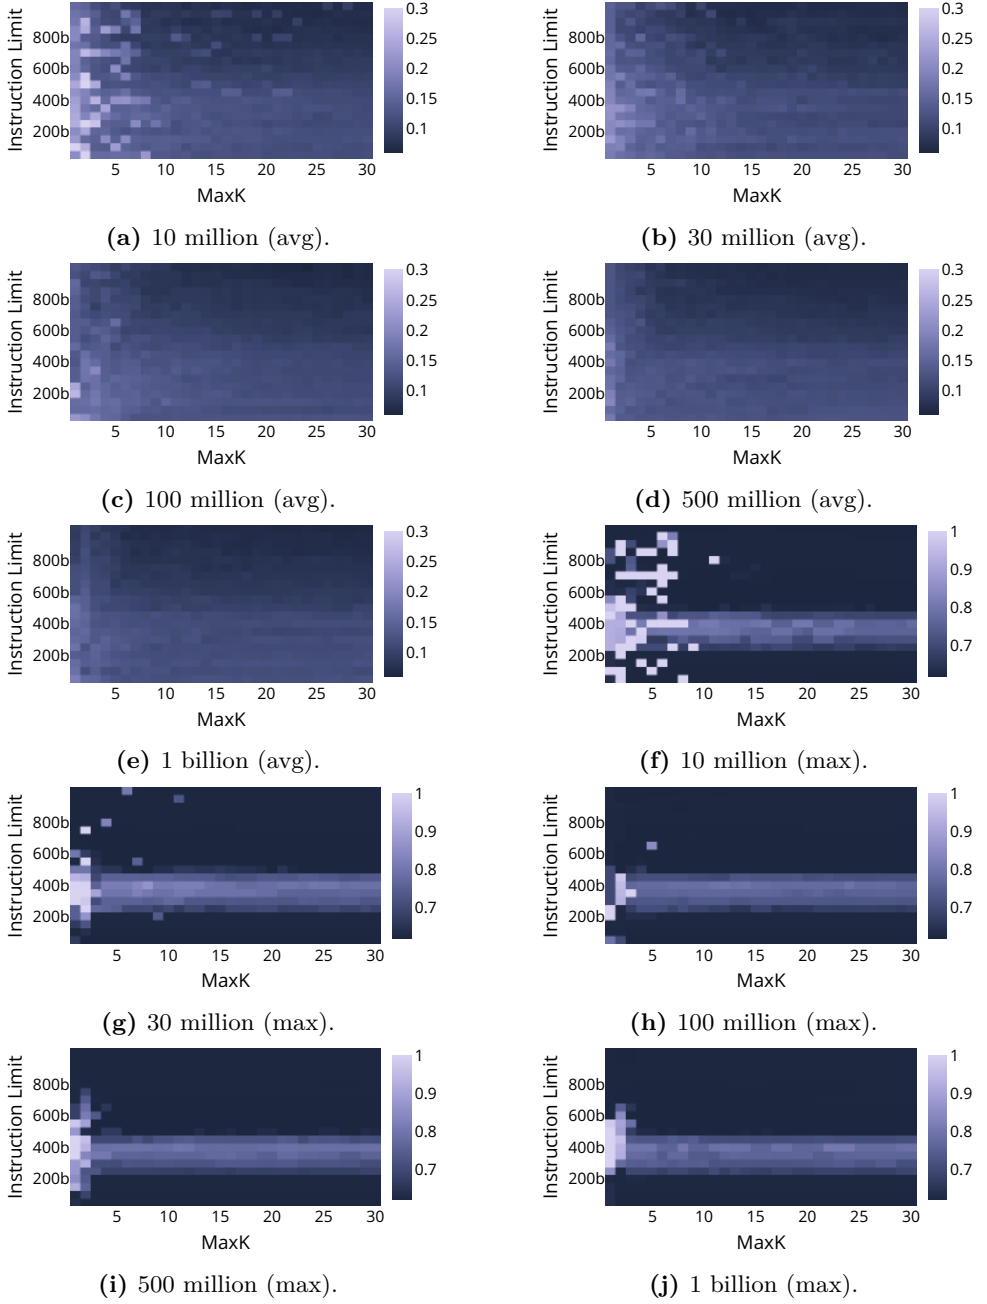 Instruction Limit
800b
600b
400b
200b
5 10 15 20 25 30
MaxK
0.3
0.25
0.2
0.15
0.1
(a) 10 million (avg).
Instruction Limit
800b
600b
400b
200b
5 10 15 20 25 30
MaxK
0.3
0.25
0.2
0.15
0.1
(b) 30 million (avg).
Instruction Limit
800b
600b
400b
200b
5 10 15 20 25 30
MaxK
0.3
0.25
0.2
0.15
0.1
(c) 100 million (avg).
Instruction Limit
800b
600b
400b
200b
5 10 15 20 25 30
MaxK
0.3
0.25
0.2
0.15
0.1
(d) 500 million (avg).
Instruction Limit
800b
600b
400b
200b
5 10 15 20 25 30
MaxK
0.3
0.25
0.2
0.15
0.1
(e) 1 billion (avg).
Instruction Limit
800b
600b
400b
200b
5 10 15 20 25 30
MaxK
1
0.9
0.8
0.7
(f) 10 million (max).
Instruction Limit
800b
600b
400b
200b
5 10 15 20 25 30
MaxK
1
0.9
0.8
0.7
(g) 30 million (max).
Instruction Limit
800b
600b
400b
200b
5 10 15 20 25 30
MaxK
1
0.9
0.8
0.7
(h) 100 million (max).
Instruction Limit
800b
600b
400b
200b
5 10 15 20 25 30
MaxK
1
0.9
0.8
0.7
(i) 500 million (max).
Instruction Limit
800b
600b
400b
200b
5 10 15 20 25 30
MaxK
1
0.9
0.8
0.7
(j) 1 billion (max).